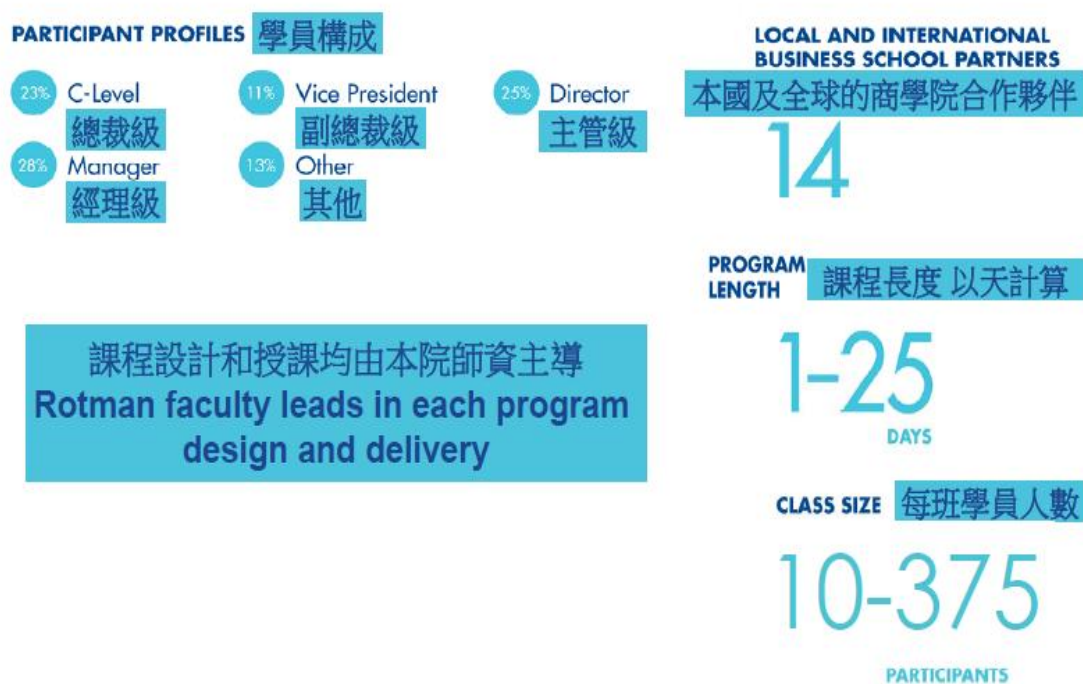 PARTICIPANT PROFILES 學員構成
23% C-Level
總裁級
11% Vice President
副總裁級
25% Director
主管級
28% Manager
經理級
13% Other
其他
課程設計和授課均由本院師資主導
Rotman faculty leads in each program
design and delivery
LOCAL AND INTERNATIONAL
BUSINESS SCHOOL PARTNERS
本國及全球的商學院合作夥伴
14
PROGRAM
LENGTH 課程長度 以天計算
1-25
DAYS
CLASS SIZE 每班學員人數
10-375
PARTICIPANTS